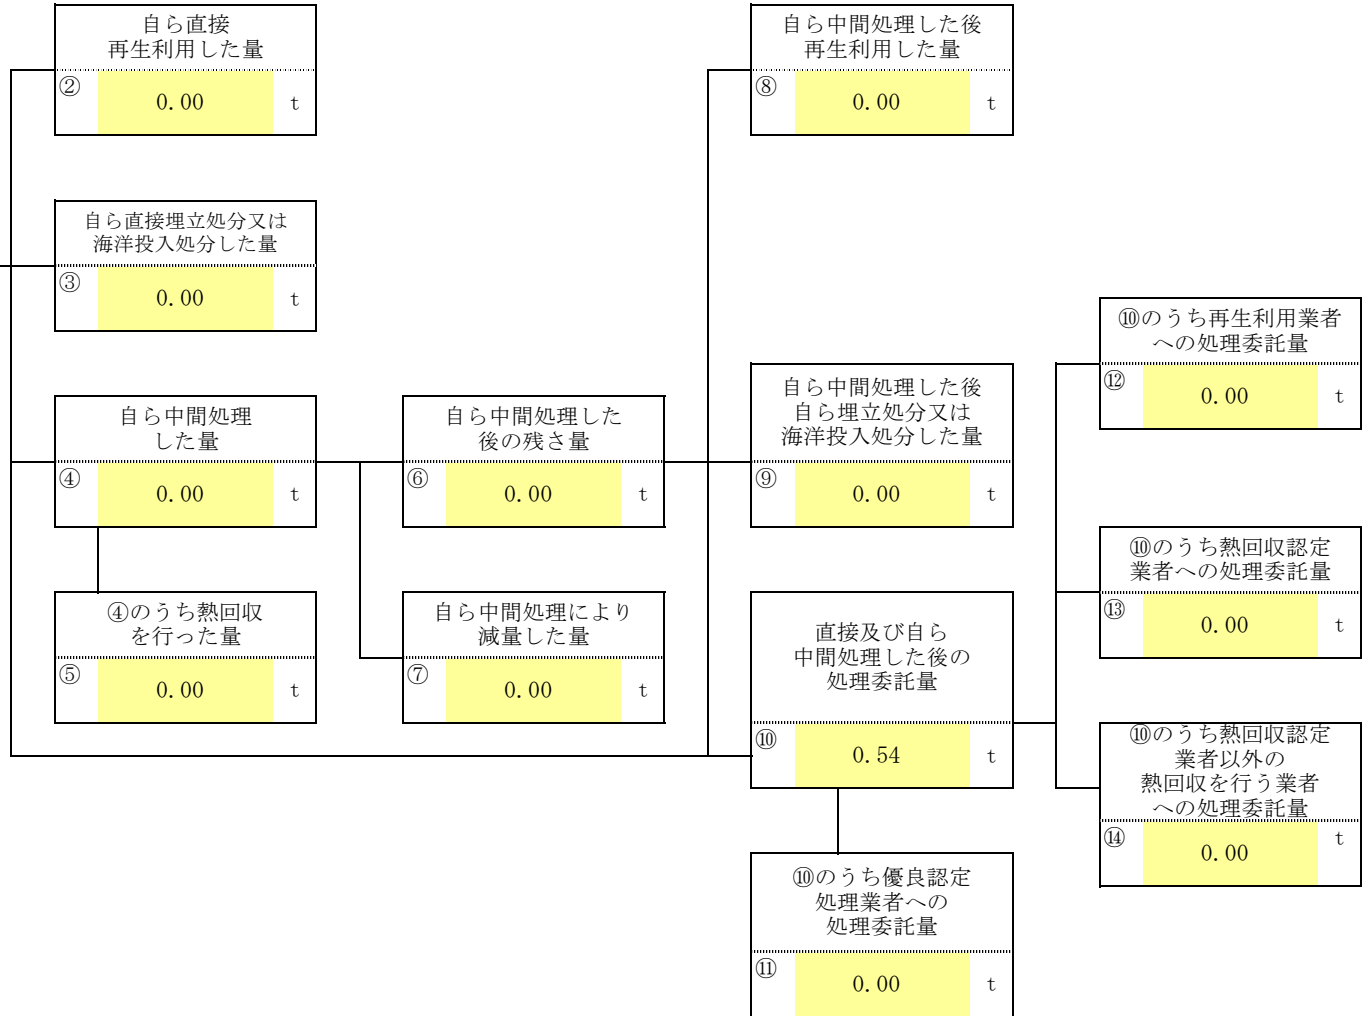 自ら直接
再生利用した量
② 0.00 t
自ら直接埋立処分又は
海洋投入処分した量
③ 0.00 t
自ら中間処理
した量
④ 0.00 t
④のうち熱回収
を行った量
⑤ 0.00 t
自ら中間処理した
後の残さ量
⑥ 0.00 t
自ら中間処理により
減量した量
⑦ 0.00 t
自ら中間処理した後
再生利用した量
⑧ 0.00 t
自ら中間処理した後
自ら埋立処分又は
海洋投入処分した量
⑨ 0.00 t
直接及び自ら
中間処理した後の
処理委託量
⑩ 0.54 t
⑩のうち優良認定
処理業者への
処理委託量
⑪ 0.00 t
⑩のうち再生利用業者
への処理委託量
⑫ 0.00 t
⑩のうち熱回収認定
業者への処理委託量
⑬ 0.00 t
⑩のうち熱回収認定
業者以外の
熱回収を行う業者
への処理委託量
⑭ 0.00 t